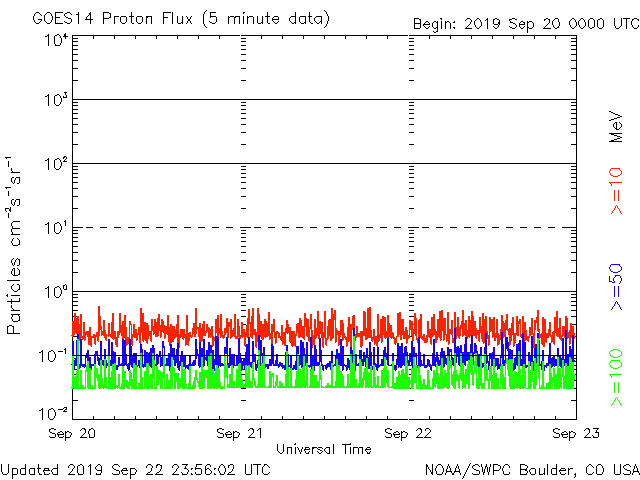 GOES14 Proton Flux (5 minute data)
Begin: 2019 Sep 20 0000 UTC
10⁴
10³
10²
10¹
10⁰
10⁻¹
10⁻²
Particles cm⁻²s⁻¹sr⁻¹
MeV
>=10
>=50
>=100
Sep 20
Sep 21
Sep 22
Sep 23
Universal Time
Updated 2019 Sep 22 23:56:02 UTC
NOAA/SWPC Boulder, CO USA